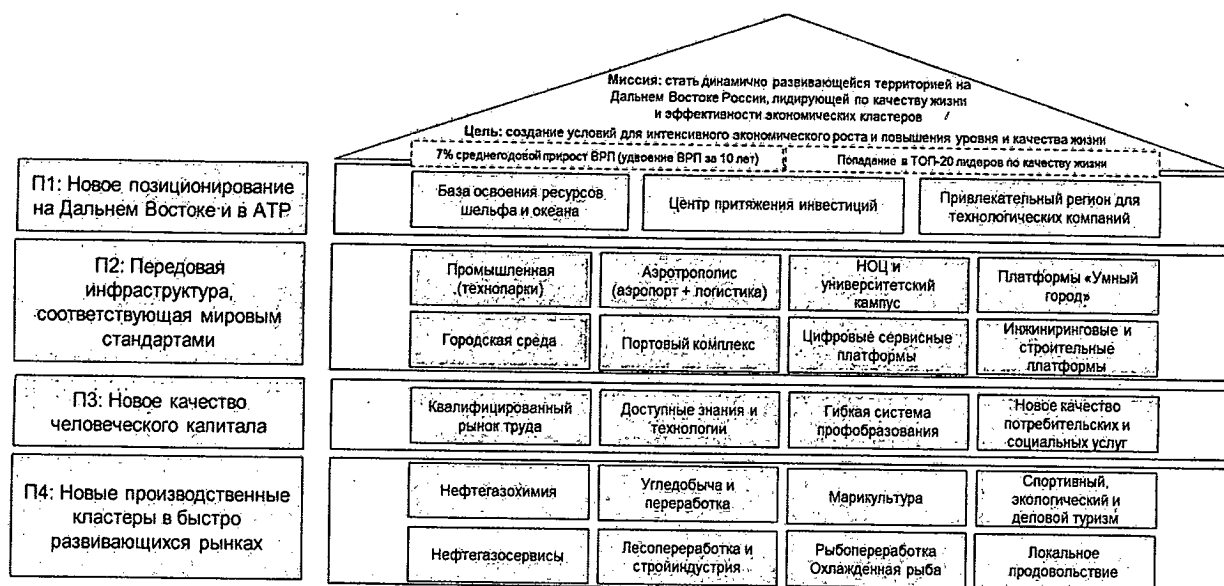 Миссия: стать динамично развивающейся территорией на
Дальнем Востоке России, лидирующей по качеству жизни
и эффективности экономических кластеров
Цель: создание условий для интенсивного экономического роста и повышения уровня и качества жизни
7% среднегодовой прирост ВРП (удвоение ВРП за 10 лет)
Попадание в ТОП-20 лидеров по качеству жизни
П1: Новое позиционирование
на Дальнем Востоке и в АТР
База освоения ресурсов
шельфа и океана
Центр притяжения инвестиций
Привлекательный регион для
технологических компаний
П2: Передовая
инфраструктура,
соответствующая мировым
стандартами
Промышленная
(технопарки)
Аэротрополис
(аэропорт + логистика)
НОЦ и
университетский
кампус
Платформы «Умный
город»
Городская среда
Портовый комплекс
Цифровые сервисные
платформы
Инжиниринговые и
строительные
платформы
П3: Новое качество
человеческого капитала
Квалифицированный
рынок труда
Доступные знания и
технологии
Гибкая система
профобразования
Новое качество
потребительских и
социальных услуг
П4: Новые производственные
кластеры в быстро
развивающихся рынках
Нефтегазохимия
Угледобыча и
переработка
Марикультура
Спортивный,
экологический и
деловой туризм
Нефтегазосервисы
Лесопереработка и
стройиндустрия
Рыбопереработка
Охлажденная рыба
Локальное
продовольствие